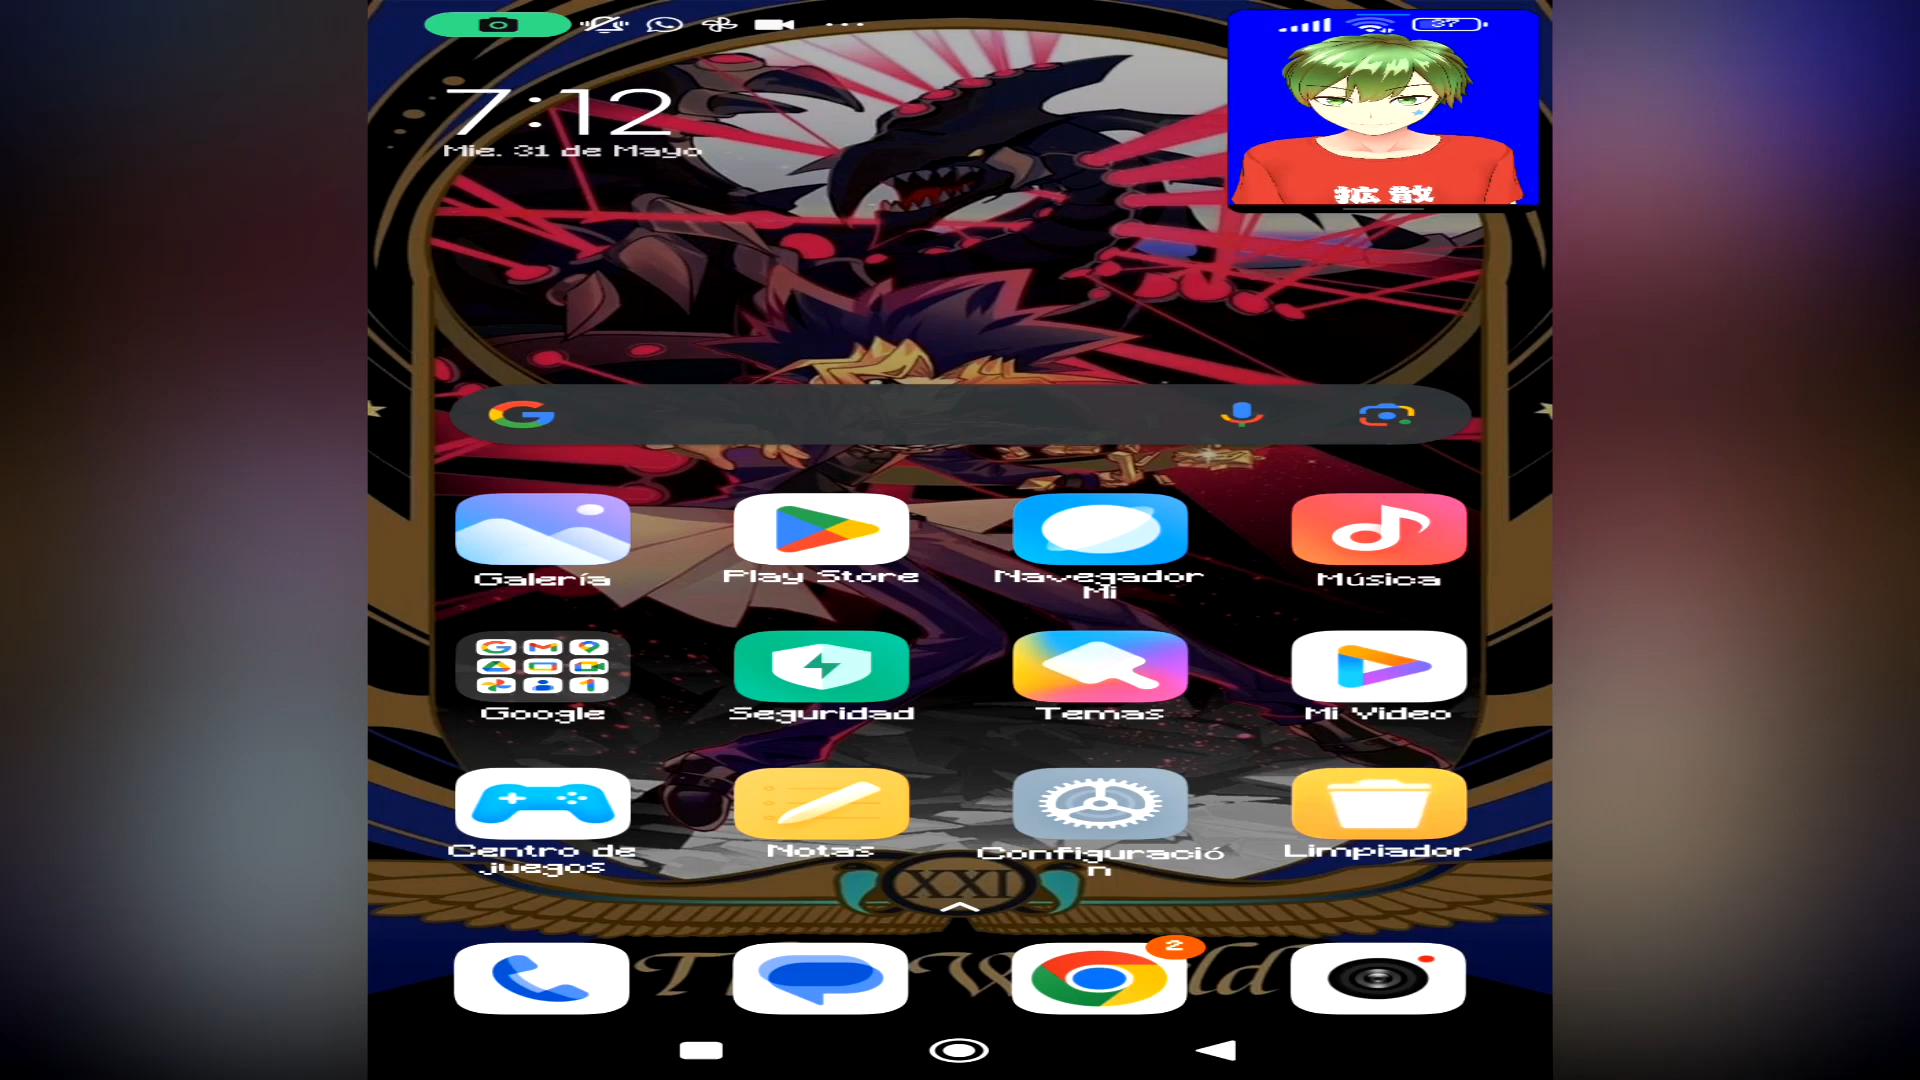 37
7:12
Mie. 31 de Mayo
拡散
Galería
Play Store
Navegador
Mi
Música
Google
Seguridad
Temas
Mi Video
Centro de
juegos
Notas
Configuració
n
Limpiador
XXI
2